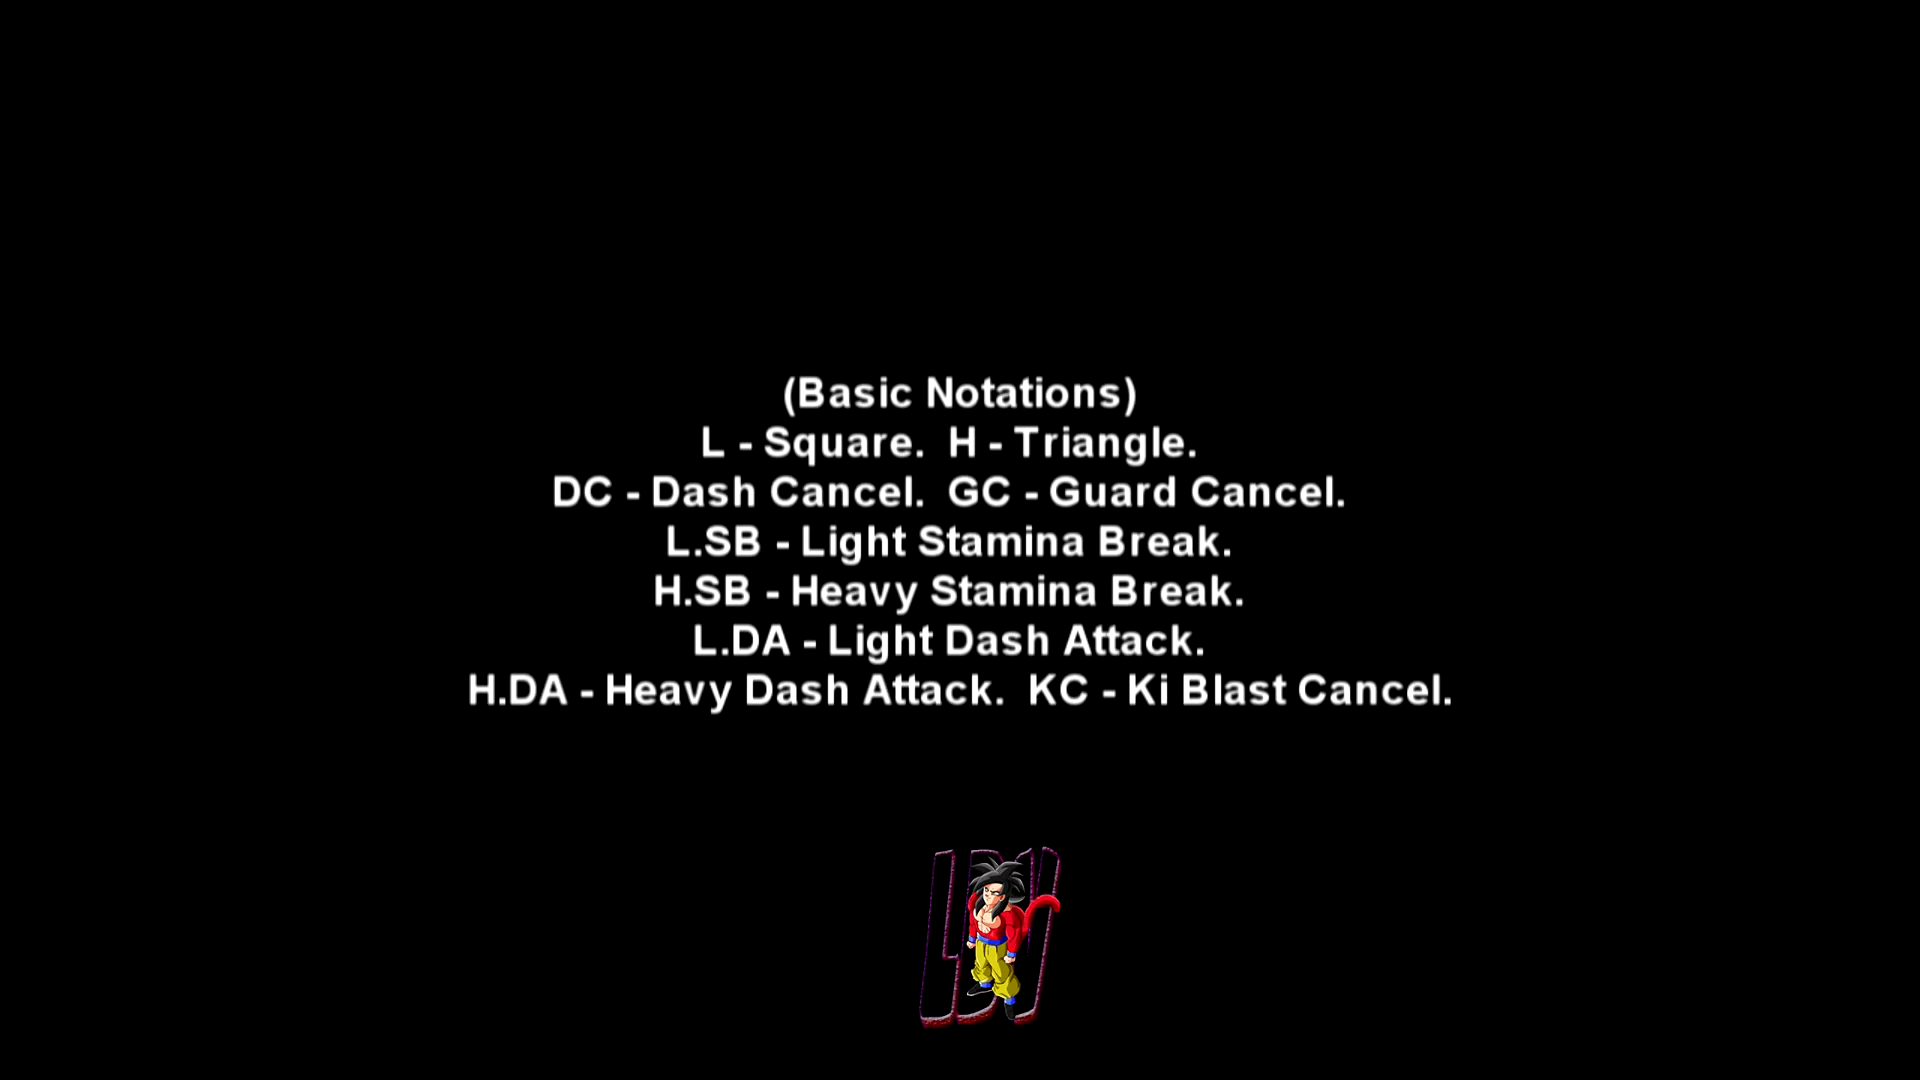 (Basic Notations)
L - Square.  H - Triangle.
DC - Dash Cancel.  GC - Guard Cancel.
L.SB - Light Stamina Break.
H.SB - Heavy Stamina Break.
L.DA - Light Dash Attack.
H.DA - Heavy Dash Attack.  KC - Ki Blast Cancel.